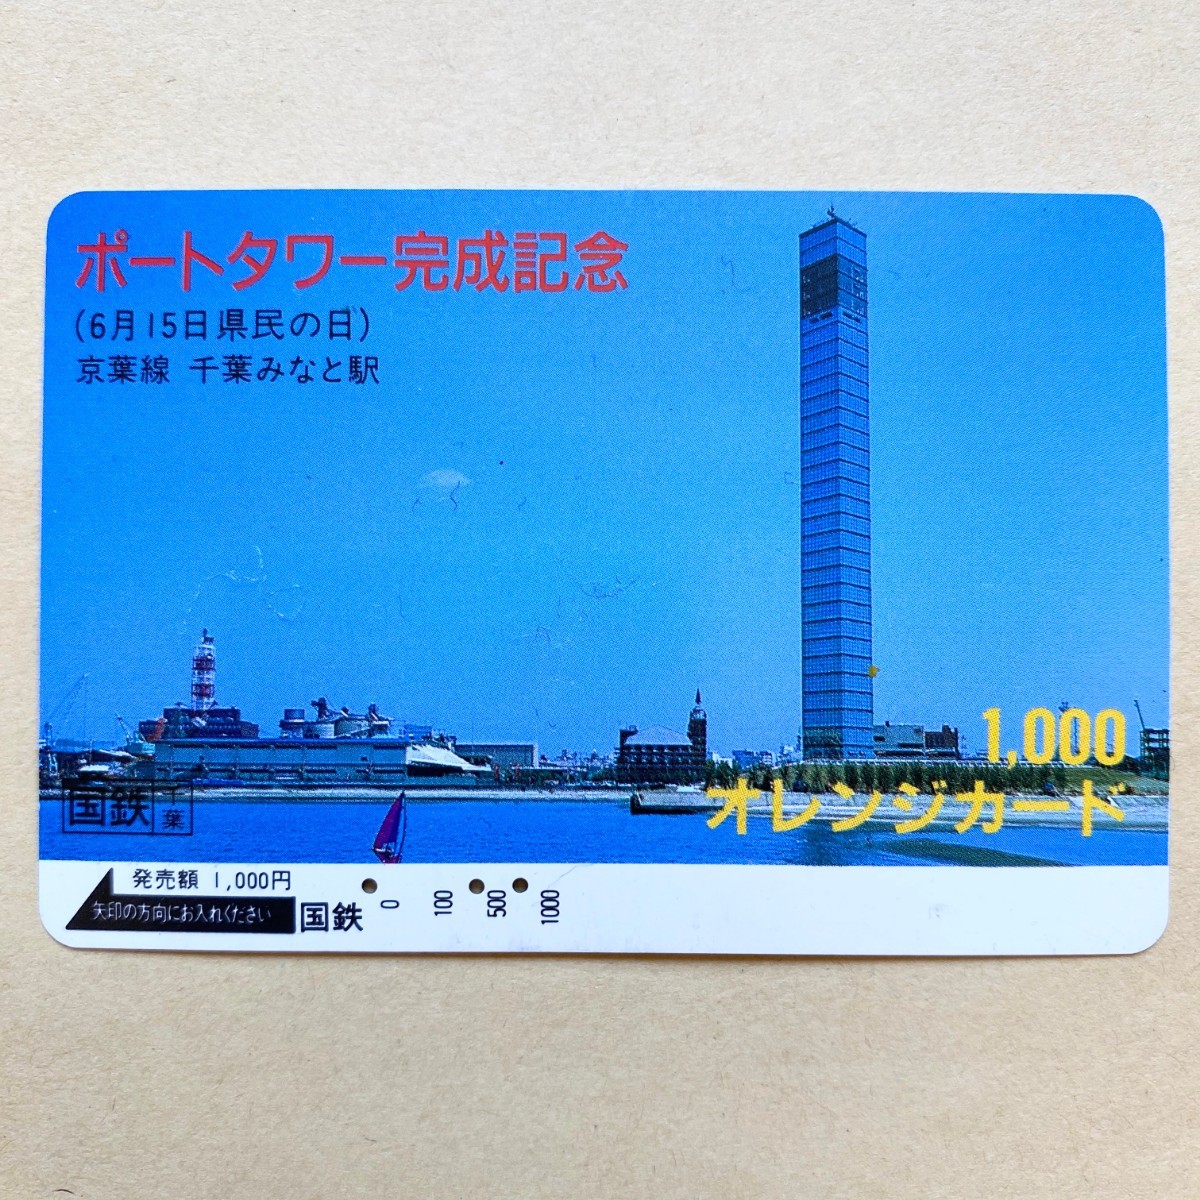 ポートタワー完成記念
(6月15日県民の日)
京葉線 千葉みなと駅
1,000
オレンジカード
国鉄 千葉
発売額 1,000円
矢印の方向にお入れください
国鉄
0 100 500 1000